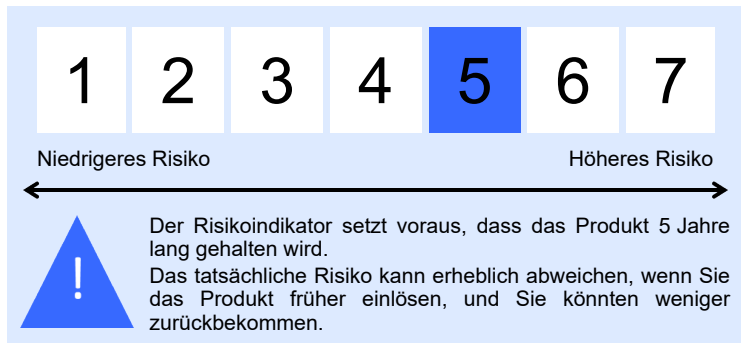 1 2 3 4 5 6 7
Niedrigeres Risiko Höheres Risiko
Der Risikoindikator setzt voraus, dass das Produkt 5 Jahre
lang gehalten wird.
Das tatsächliche Risiko kann erheblich abweichen, wenn Sie
das Produkt früher einlösen, und Sie könnten weniger
zurückbekommen.
!